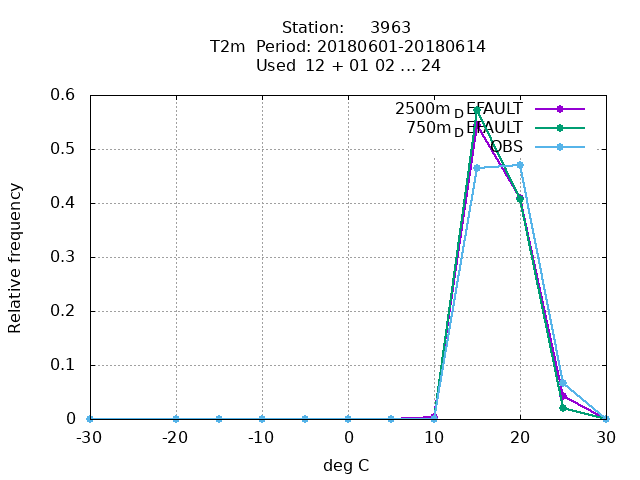 Station: 3963
T2m Period: 20180601-20180614
Used 12 + 01 02 ... 24
0.6
0.5
0.4
0.3
0.2
0.1
0
-30 -20 -10 0 10 20 30
Relative frequency
deg C
2500m_DEFAULT
750m_DEFAULT
OBS